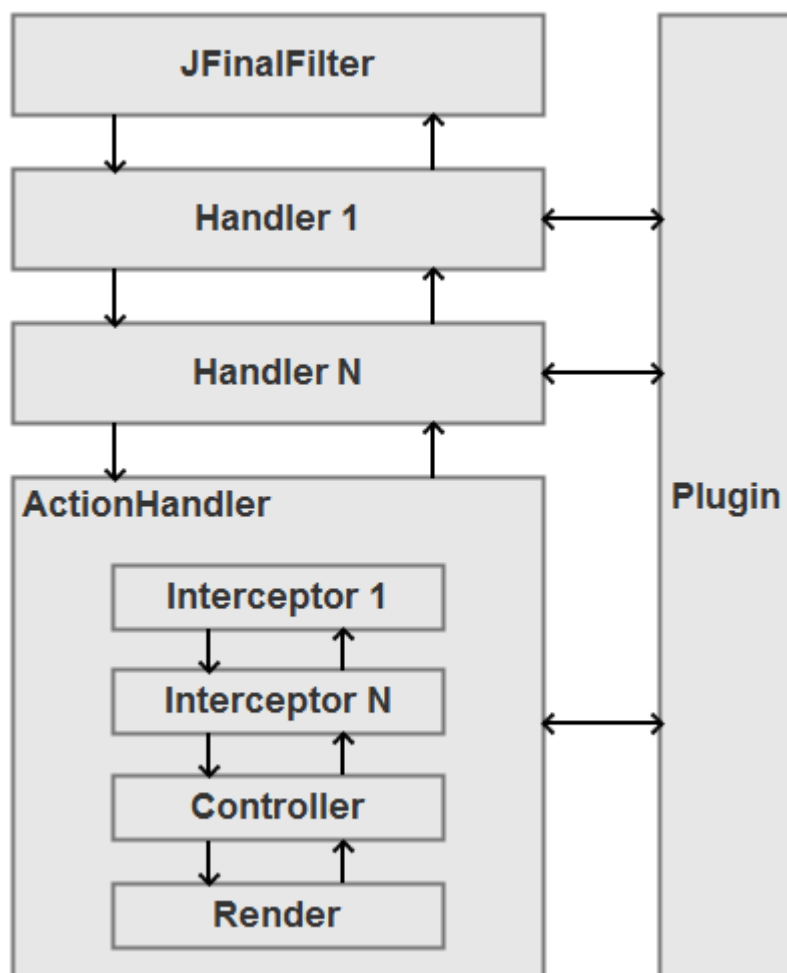 JFinalFilter
Handler 1
Handler N
ActionHandler
Plugin
Interceptor 1
Interceptor N
Controller
Render